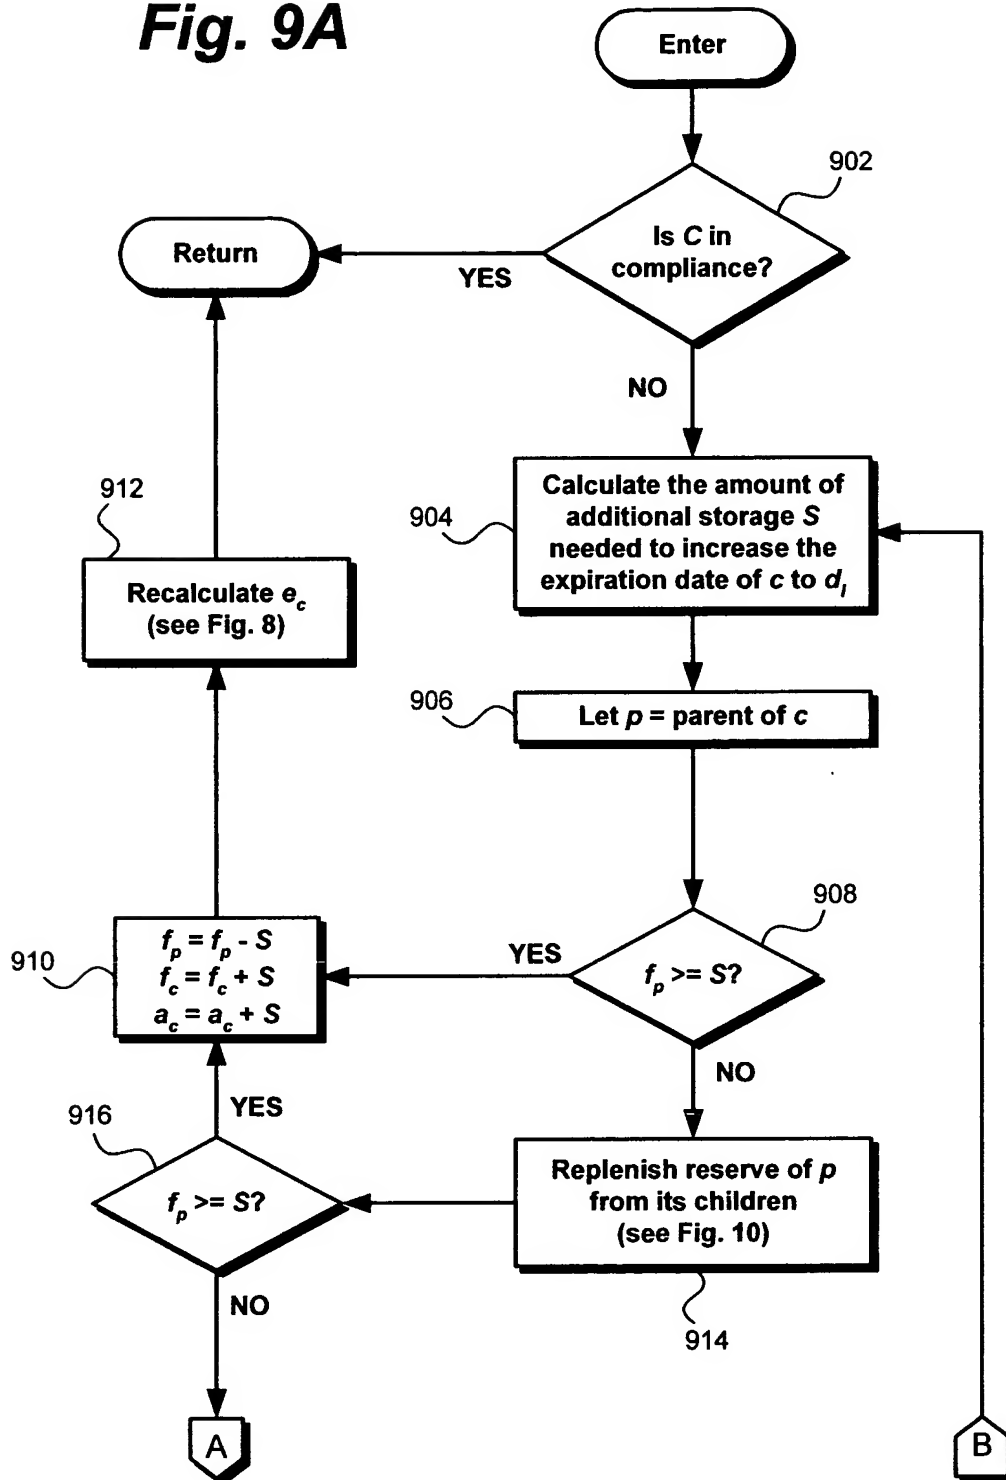 Fig. 9A
Enter
902
Is C in
compliance?
YES
Return
NO
904
Calculate the amount of
additional storage S
needed to increase the
expiration date of c to d_l
912
Recalculate e_c
(see Fig. 8)
906
Let p = parent of c
908
f_p >= S?
YES
910
f_p = f_p - S
f_c = f_c + S
a_c = a_c + S
NO
YES
916
f_p >= S?
Replenish reserve of p
from its children
(see Fig. 10)
914
NO
A
B